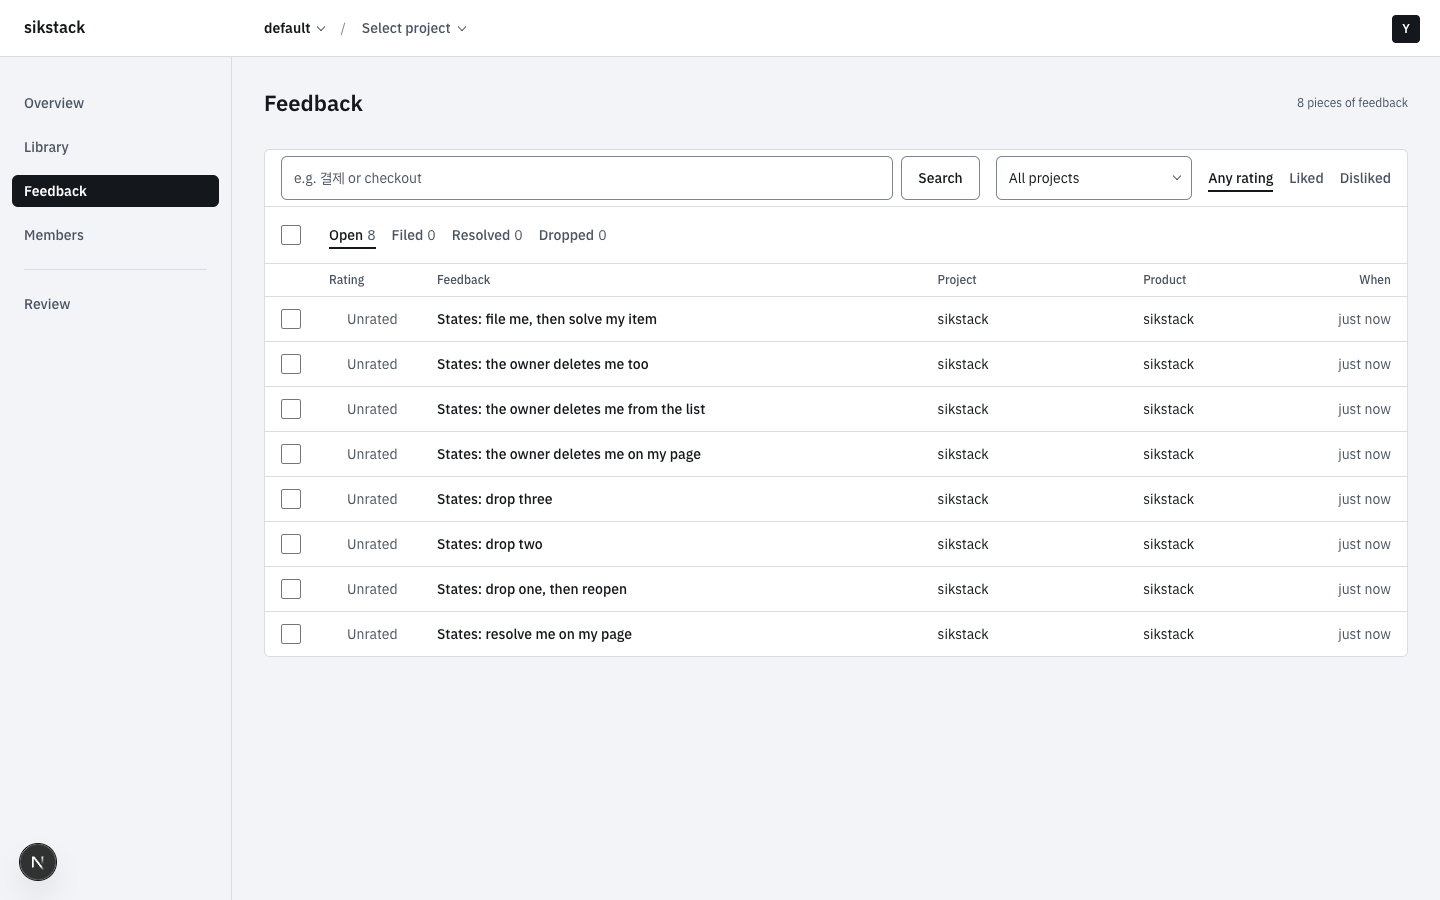 sikstack
default / Select project
Y
Overview
Library
Feedback
Members
Review
Feedback
8 pieces of feedback
e.g. 결제 or checkout
Search
All projects
Any rating Liked Disliked
Open 8 Filed 0 Resolved 0 Dropped 0
Rating Feedback Project Product When
Unrated States: file me, then solve my item sikstack sikstack just now
Unrated States: the owner deletes me too sikstack sikstack just now
Unrated States: the owner deletes me from the list sikstack sikstack just now
Unrated States: the owner deletes me on my page sikstack sikstack just now
Unrated States: drop three sikstack sikstack just now
Unrated States: drop two sikstack sikstack just now
Unrated States: drop one, then reopen sikstack sikstack just now
Unrated States: resolve me on my page sikstack sikstack just now
N